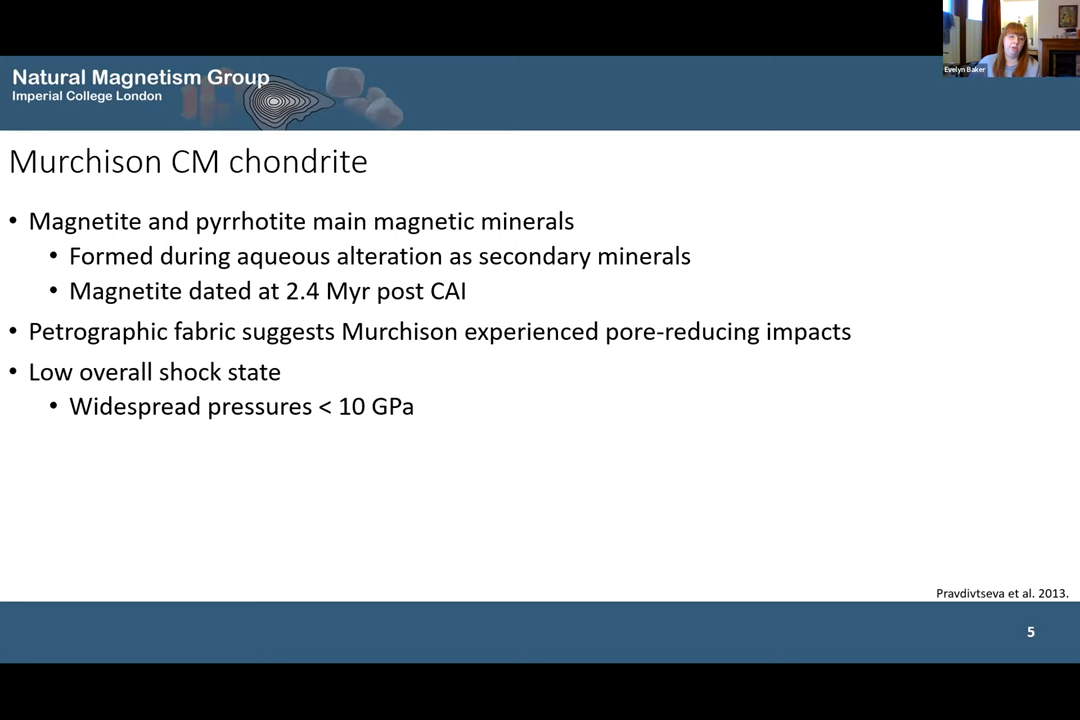 Evelyn Baker
Natural Magnetism Group
Imperial College London
Murchison CM chondrite
• Magnetite and pyrrhotite main magnetic minerals
• Formed during aqueous alteration as secondary minerals
• Magnetite dated at 2.4 Myr post CAI
• Petrographic fabric suggests Murchison experienced pore-reducing impacts
• Low overall shock state
• Widespread pressures < 10 GPa
Pravdivtseva et al. 2013.
5